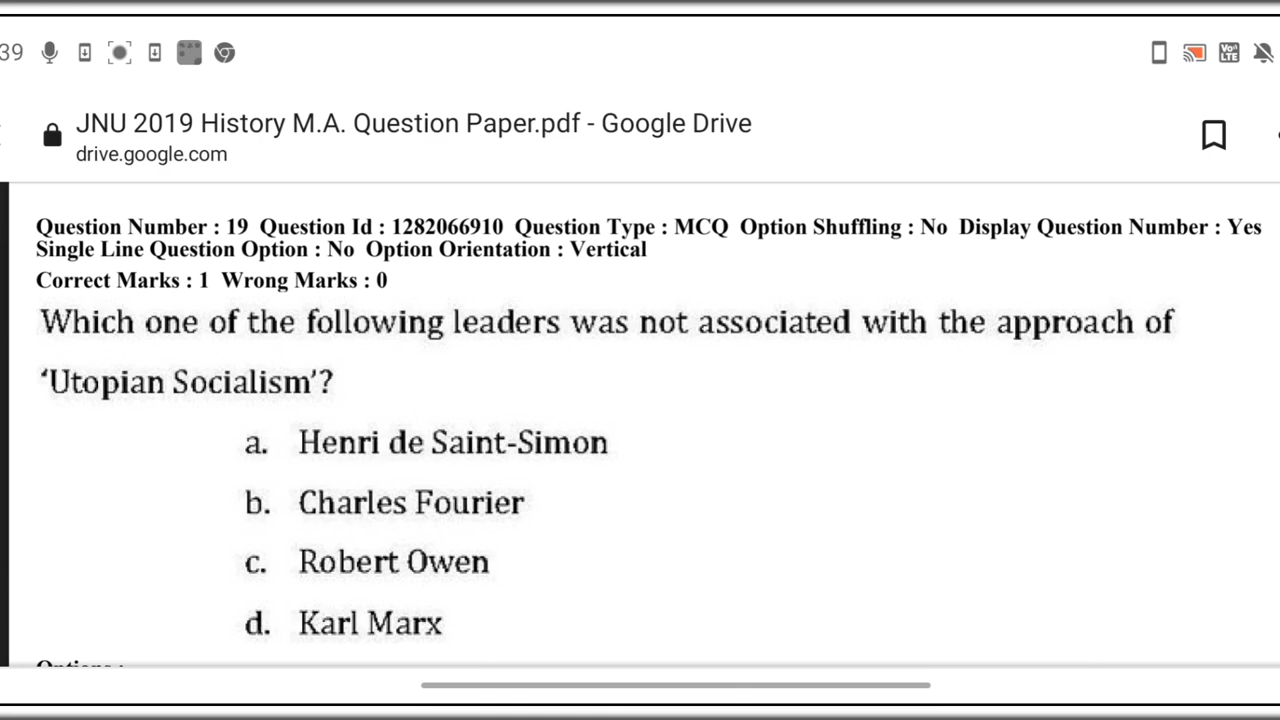 39
Vo
LTE
JNU 2019 History M.A. Question Paper.pdf - Google Drive
drive.google.com
Question Number : 19 Question Id : 1282066910 Question Type : MCQ Option Shuffling : No Display Question Number : Yes
Single Line Question Option : No Option Orientation : Vertical
Correct Marks : 1 Wrong Marks : 0
Which one of the following leaders was not associated with the approach of
‘Utopian Socialism’?
a. Henri de Saint-Simon
b. Charles Fourier
c. Robert Owen
d. Karl Marx